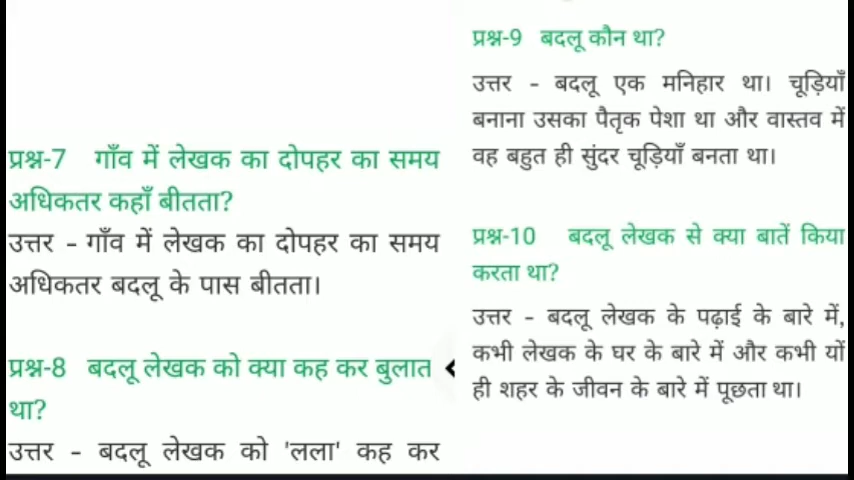 प्रश्न-7 गाँव में लेखक का दोपहर का समय
अधिकतर कहाँ बीतता?
उत्तर - गाँव में लेखक का दोपहर का समय
अधिकतर बदलू के पास बीतता।
प्रश्न-8 बदलू लेखक को क्या कह कर बुलात
था?
उत्तर - बदलू लेखक को 'लला' कह कर
प्रश्न-9 बदलू कौन था?
उत्तर - बदलू एक मनिहार था। चूड़ियाँ
बनाना उसका पैतृक पेशा था और वास्तव में
वह बहुत ही सुंदर चूड़ियाँ बनता था।
प्रश्न-10 बदलू लेखक से क्या बातें किया
करता था?
उत्तर - बदलू लेखक के पढ़ाई के बारे में,
कभी लेखक के घर के बारे में और कभी यों
ही शहर के जीवन के बारे में पूछता था।